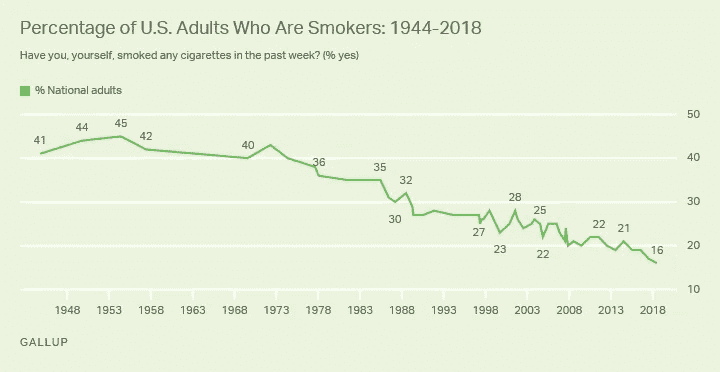 Percentage of U.S. Adults Who Are Smokers: 1944-2018
Have you, yourself, smoked any cigarettes in the past week? (% yes)
% National adults
50
41 44 45 42 40 36 35 30 32 27 23 28 25 22 22 21 16
40
30
20
10
1948 1953 1958 1963 1968 1973 1978 1983 1988 1993 1998 2003 2008 2013 2018
GALLUP